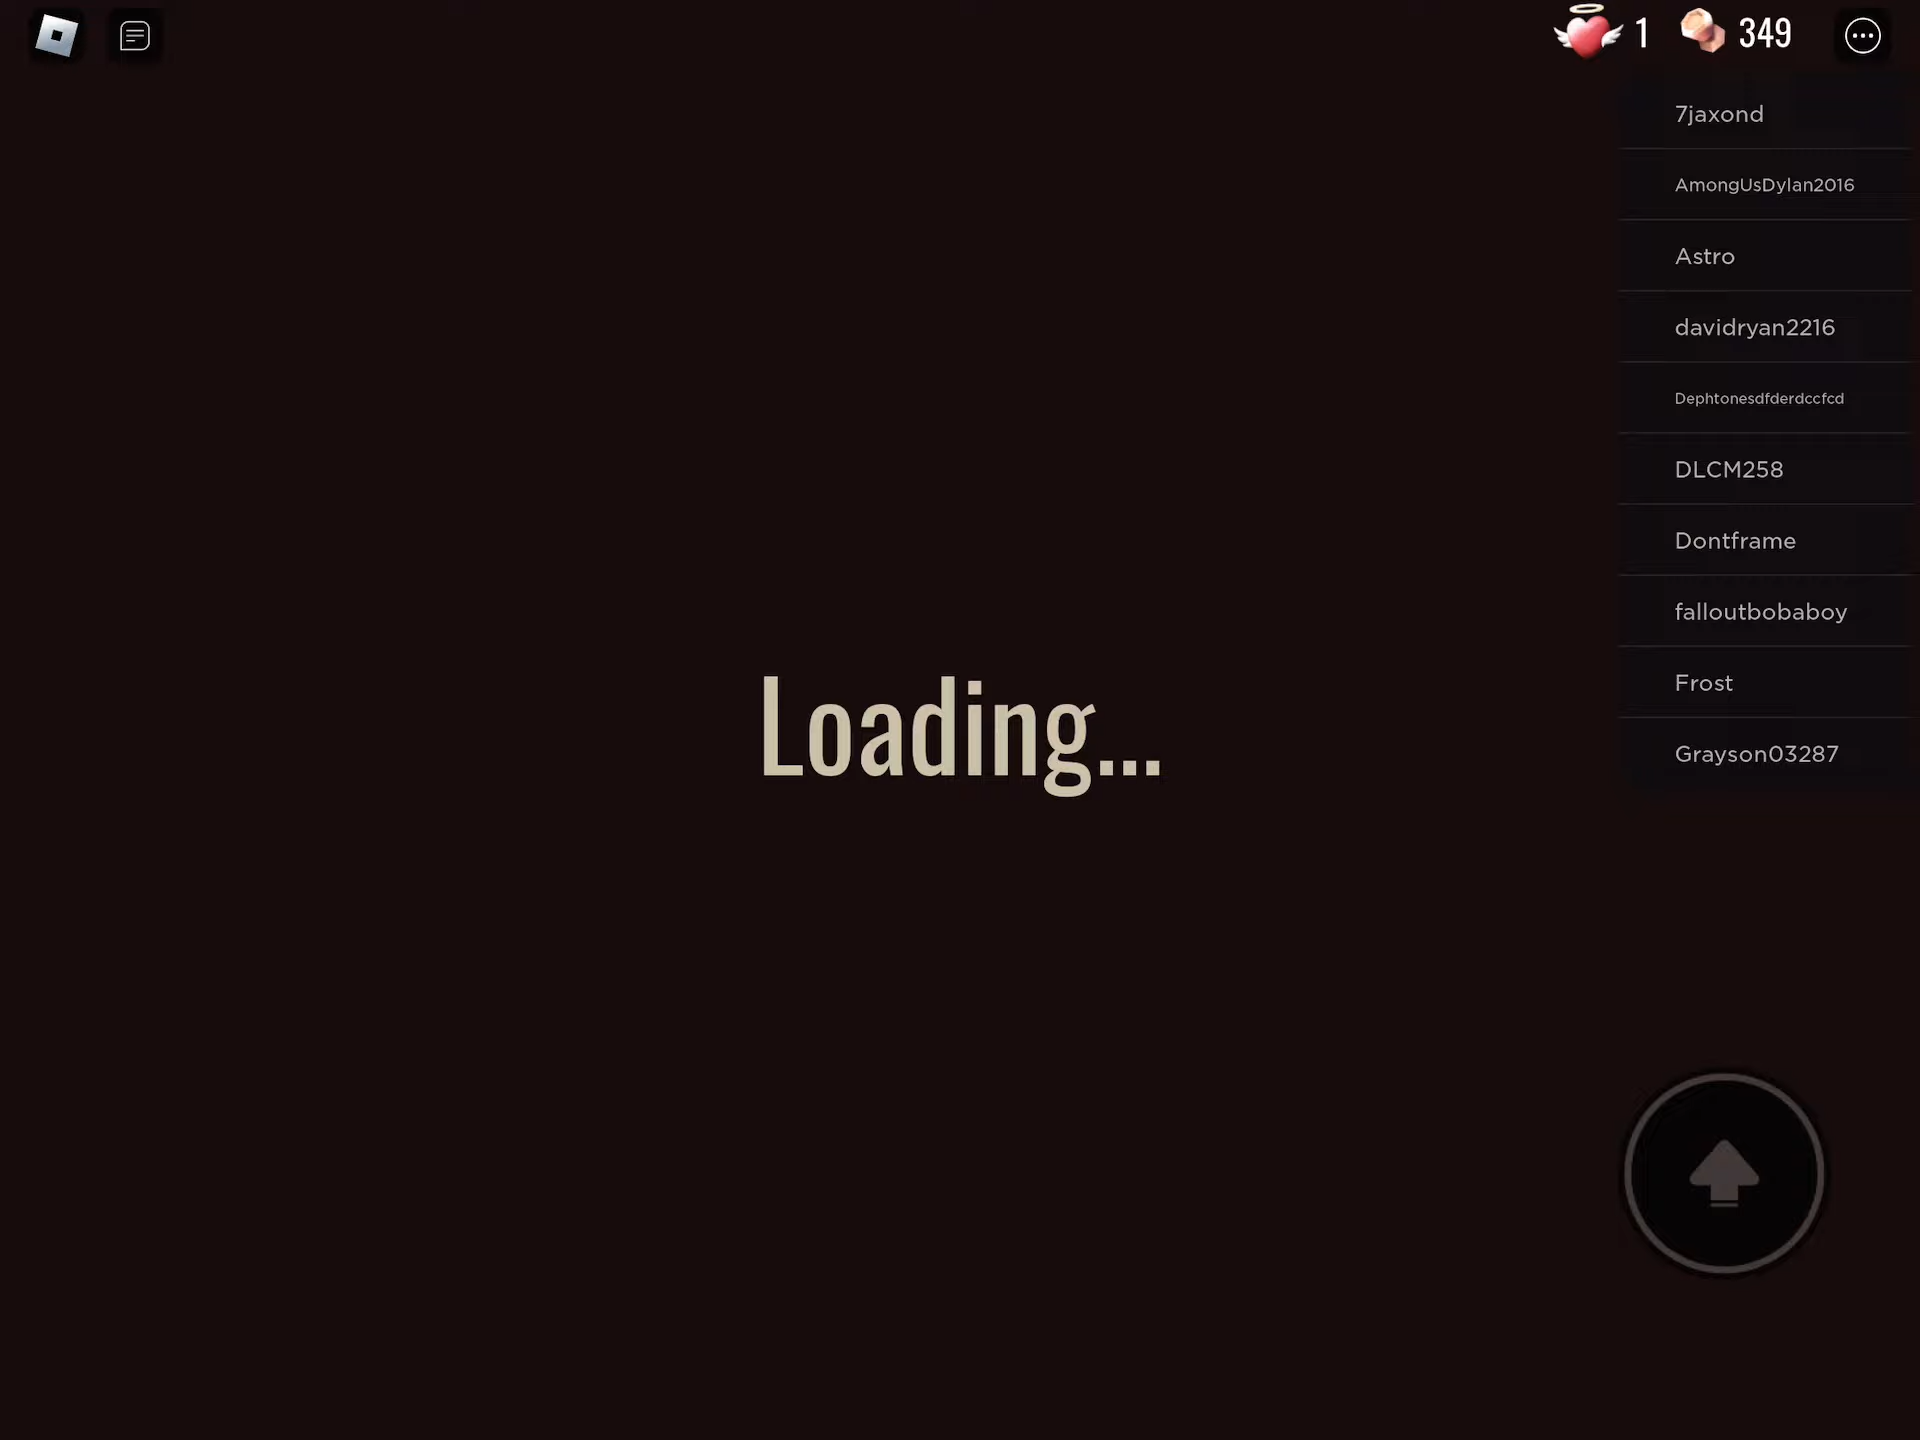 1
349
7jaxond
AmongUsDylan2016
Astro
davidryan2216
Dephtonesdfderdccfcd
DLCM258
Dontframe
falloutbobaboy
Frost
Grayson03287
Loading...